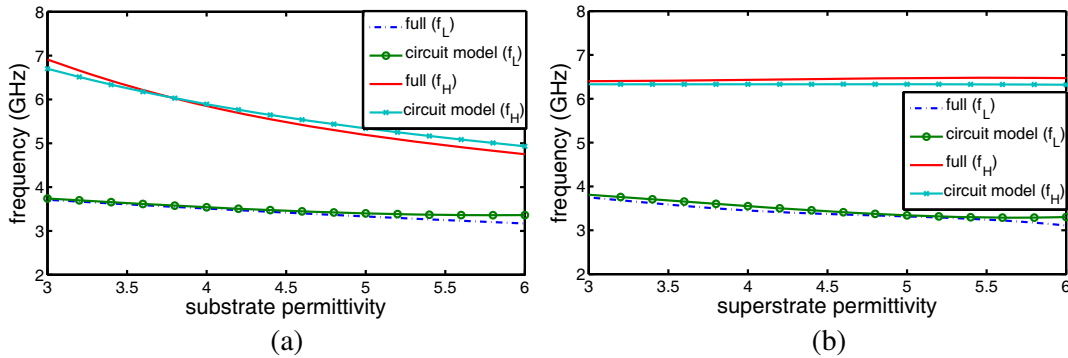 8
7
6
5
4
3
2
frequency (GHz)
3
3.5
4
4.5
5
5.5
6
substrate permittivity
full (f_L)
circuit model (f_L)
full (f_H)
circuit model (f_H)
(a)
8
7
6
5
4
3
2
frequency (GHz)
3
3.5
4
4.5
5
5.5
6
superstrate permittivity
full (f_L)
circuit model (f_L)
full (f_H)
circuit model (f_H)
(b)